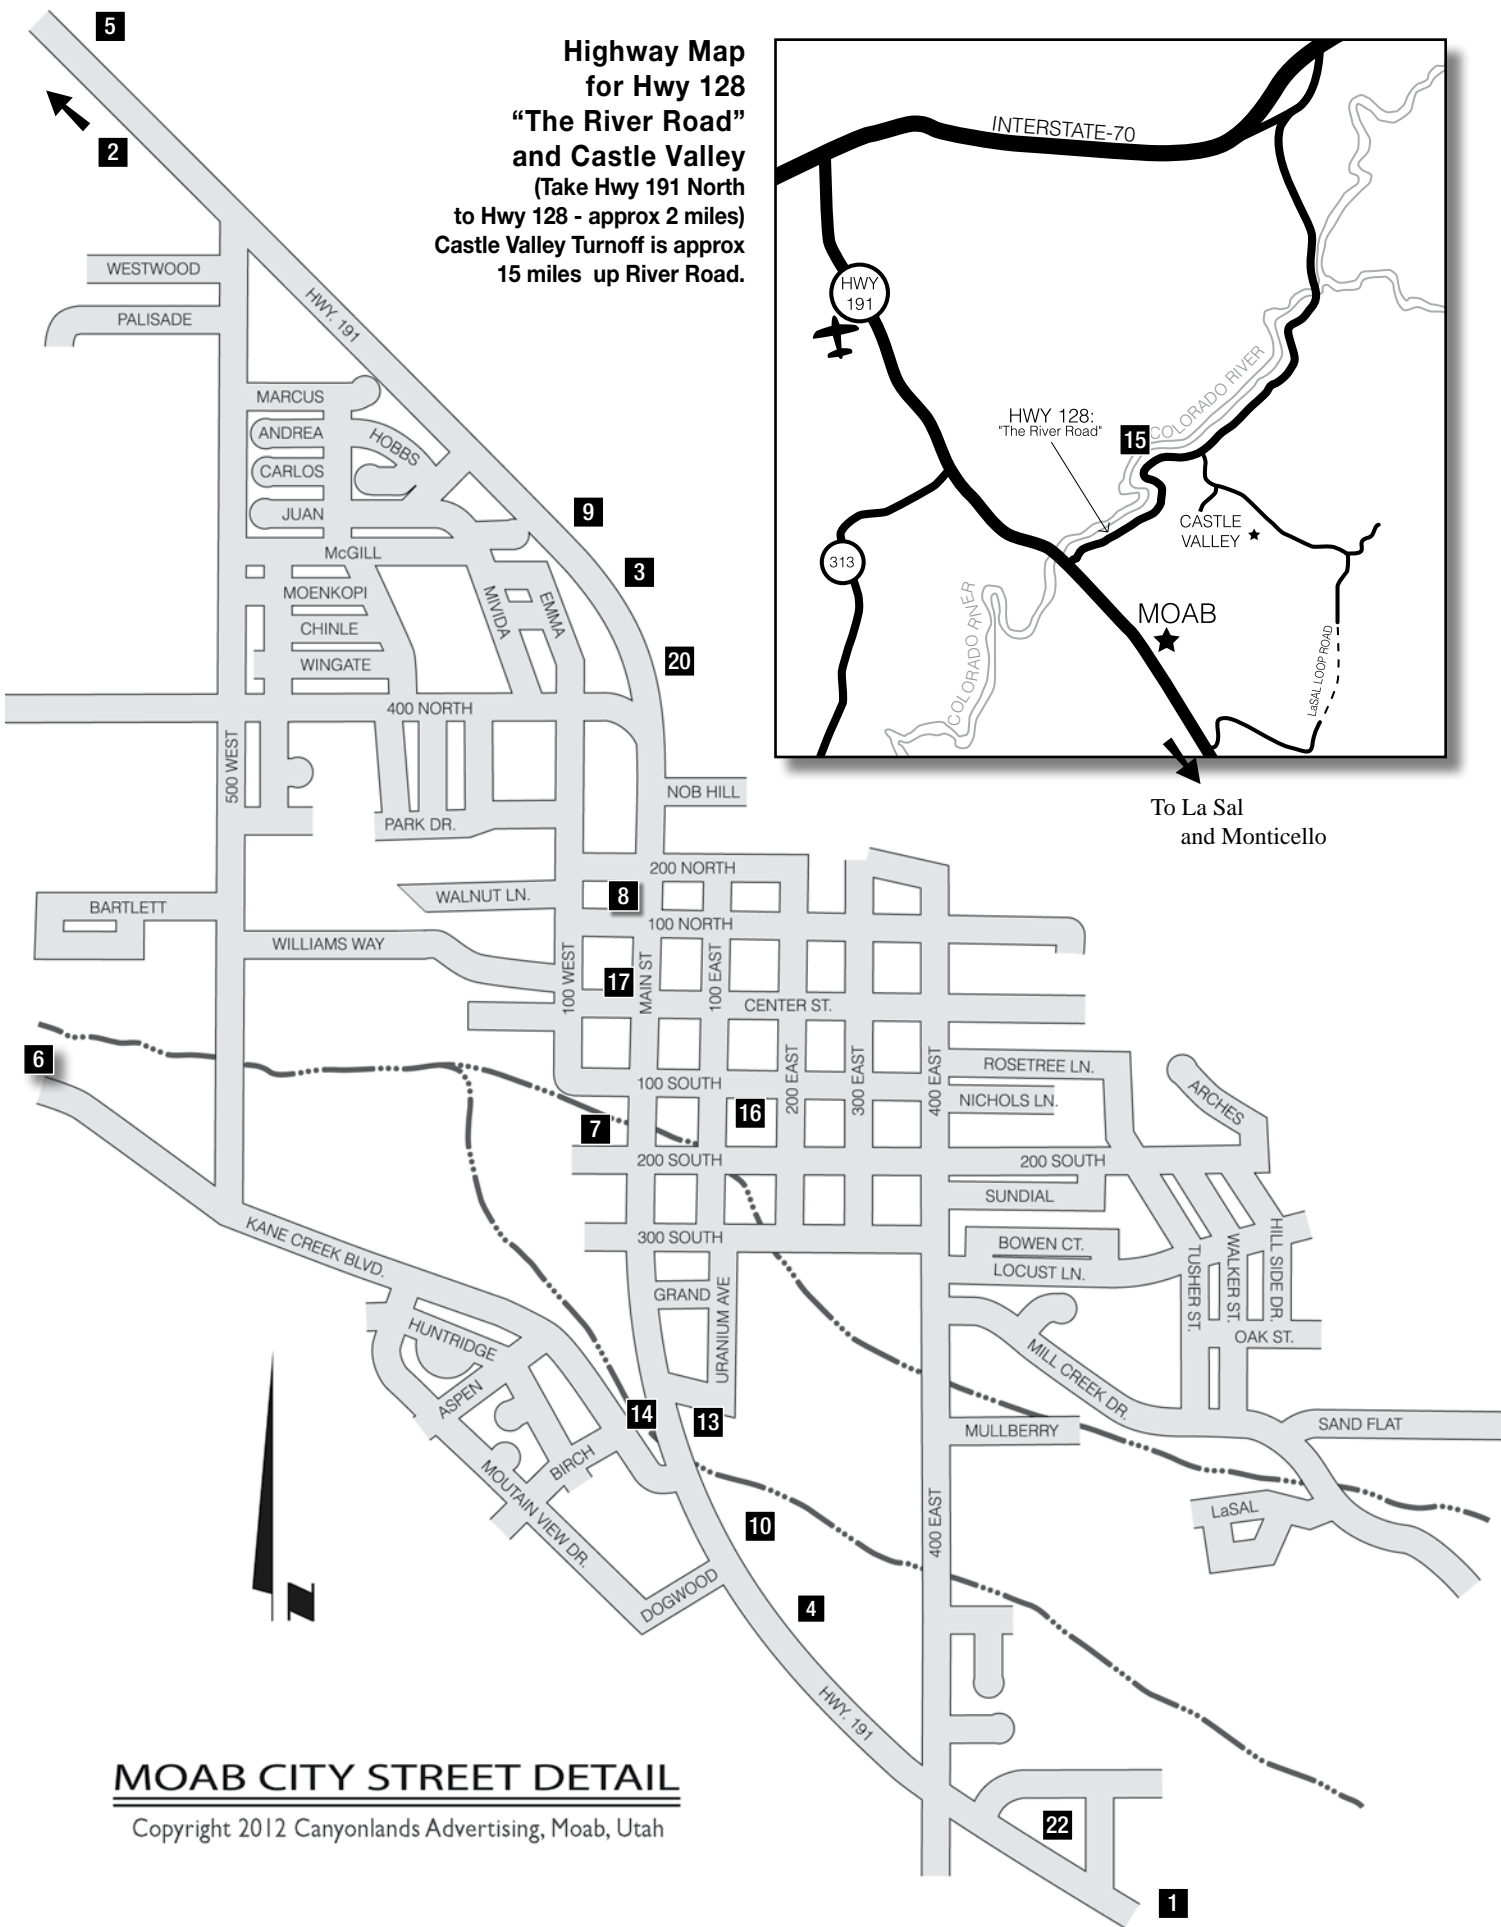 5
Highway Map
for Hwy 128
“The River Road”
and Castle Valley
(Take Hwy 191 North
to Hwy 128 - approx 2 miles)
Castle Valley Turnoff is approx
15 miles up River Road.
INTERSTATE-70
HWY
191
COLORADO RIVER
HWY 128:
"The River Road"
15
CASTLE
VALLEY
313
COLORADO RIVER
MOAB
LaSAL LOOP ROAD
To La Sal
and Monticello
2
WESTWOOD
PALISADE
HWY. 191
MARCUS
ANDREA
HOBBS
CARLOS
JUAN
9
McGILL
3
MOENKOPI
MIVIDA
EMMA
CHINLE
WINGATE
20
400 NORTH
500 WEST
NOB HILL
PARK DR.
200 NORTH
WALNUT LN.
8
BARTLETT
100 NORTH
WILLIAMS WAY
100 WEST
17
MAIN ST
100 EAST
CENTER ST.
6
200 EAST
300 EAST
400 EAST
ROSETREE LN.
100 SOUTH
NICHOLS LN.
ARCHES
16
7
200 SOUTH
200 SOUTH
SUNDIAL
KANE CREEK BLVD.
300 SOUTH
BOWEN CT.
LOCUST LN.
TUSHER ST.
WALKER ST.
HILL SIDE DR.
GRAND
URANIUM AVE
HUNTRIDGE
OAK ST.
MILL CREEK DR.
ASPEN
14
13
MULLBERRY
SAND FLAT
BIRCH
MOUTAIN VIEW DR.
10
400 EAST
LaSAL
DOGWOOD
4
HWY. 191
N
MOAB CITY STREET DETAIL
Copyright 2012 Canyonlands Advertising, Moab, Utah
22
1